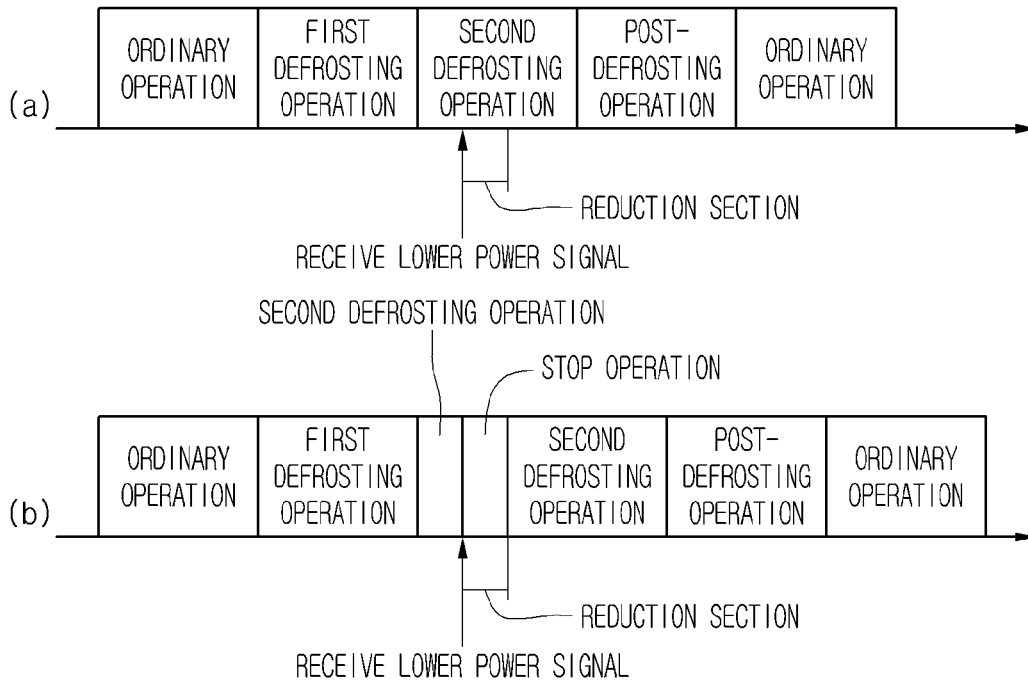 (a)
ORDINARY
OPERATION
FIRST
DEFROSTING
OPERATION
SECOND
DEFROSTING
OPERATION
POST-
DEFROSTING
OPERATION
ORDINARY
OPERATION
REDUCTION SECTION
RECEIVE LOWER POWER SIGNAL
SECOND DEFROSTING OPERATION
STOP OPERATION
(b)
ORDINARY
OPERATION
FIRST
DEFROSTING
OPERATION
SECOND
DEFROSTING
OPERATION
POST-
DEFROSTING
OPERATION
ORDINARY
OPERATION
REDUCTION SECTION
RECEIVE LOWER POWER SIGNAL